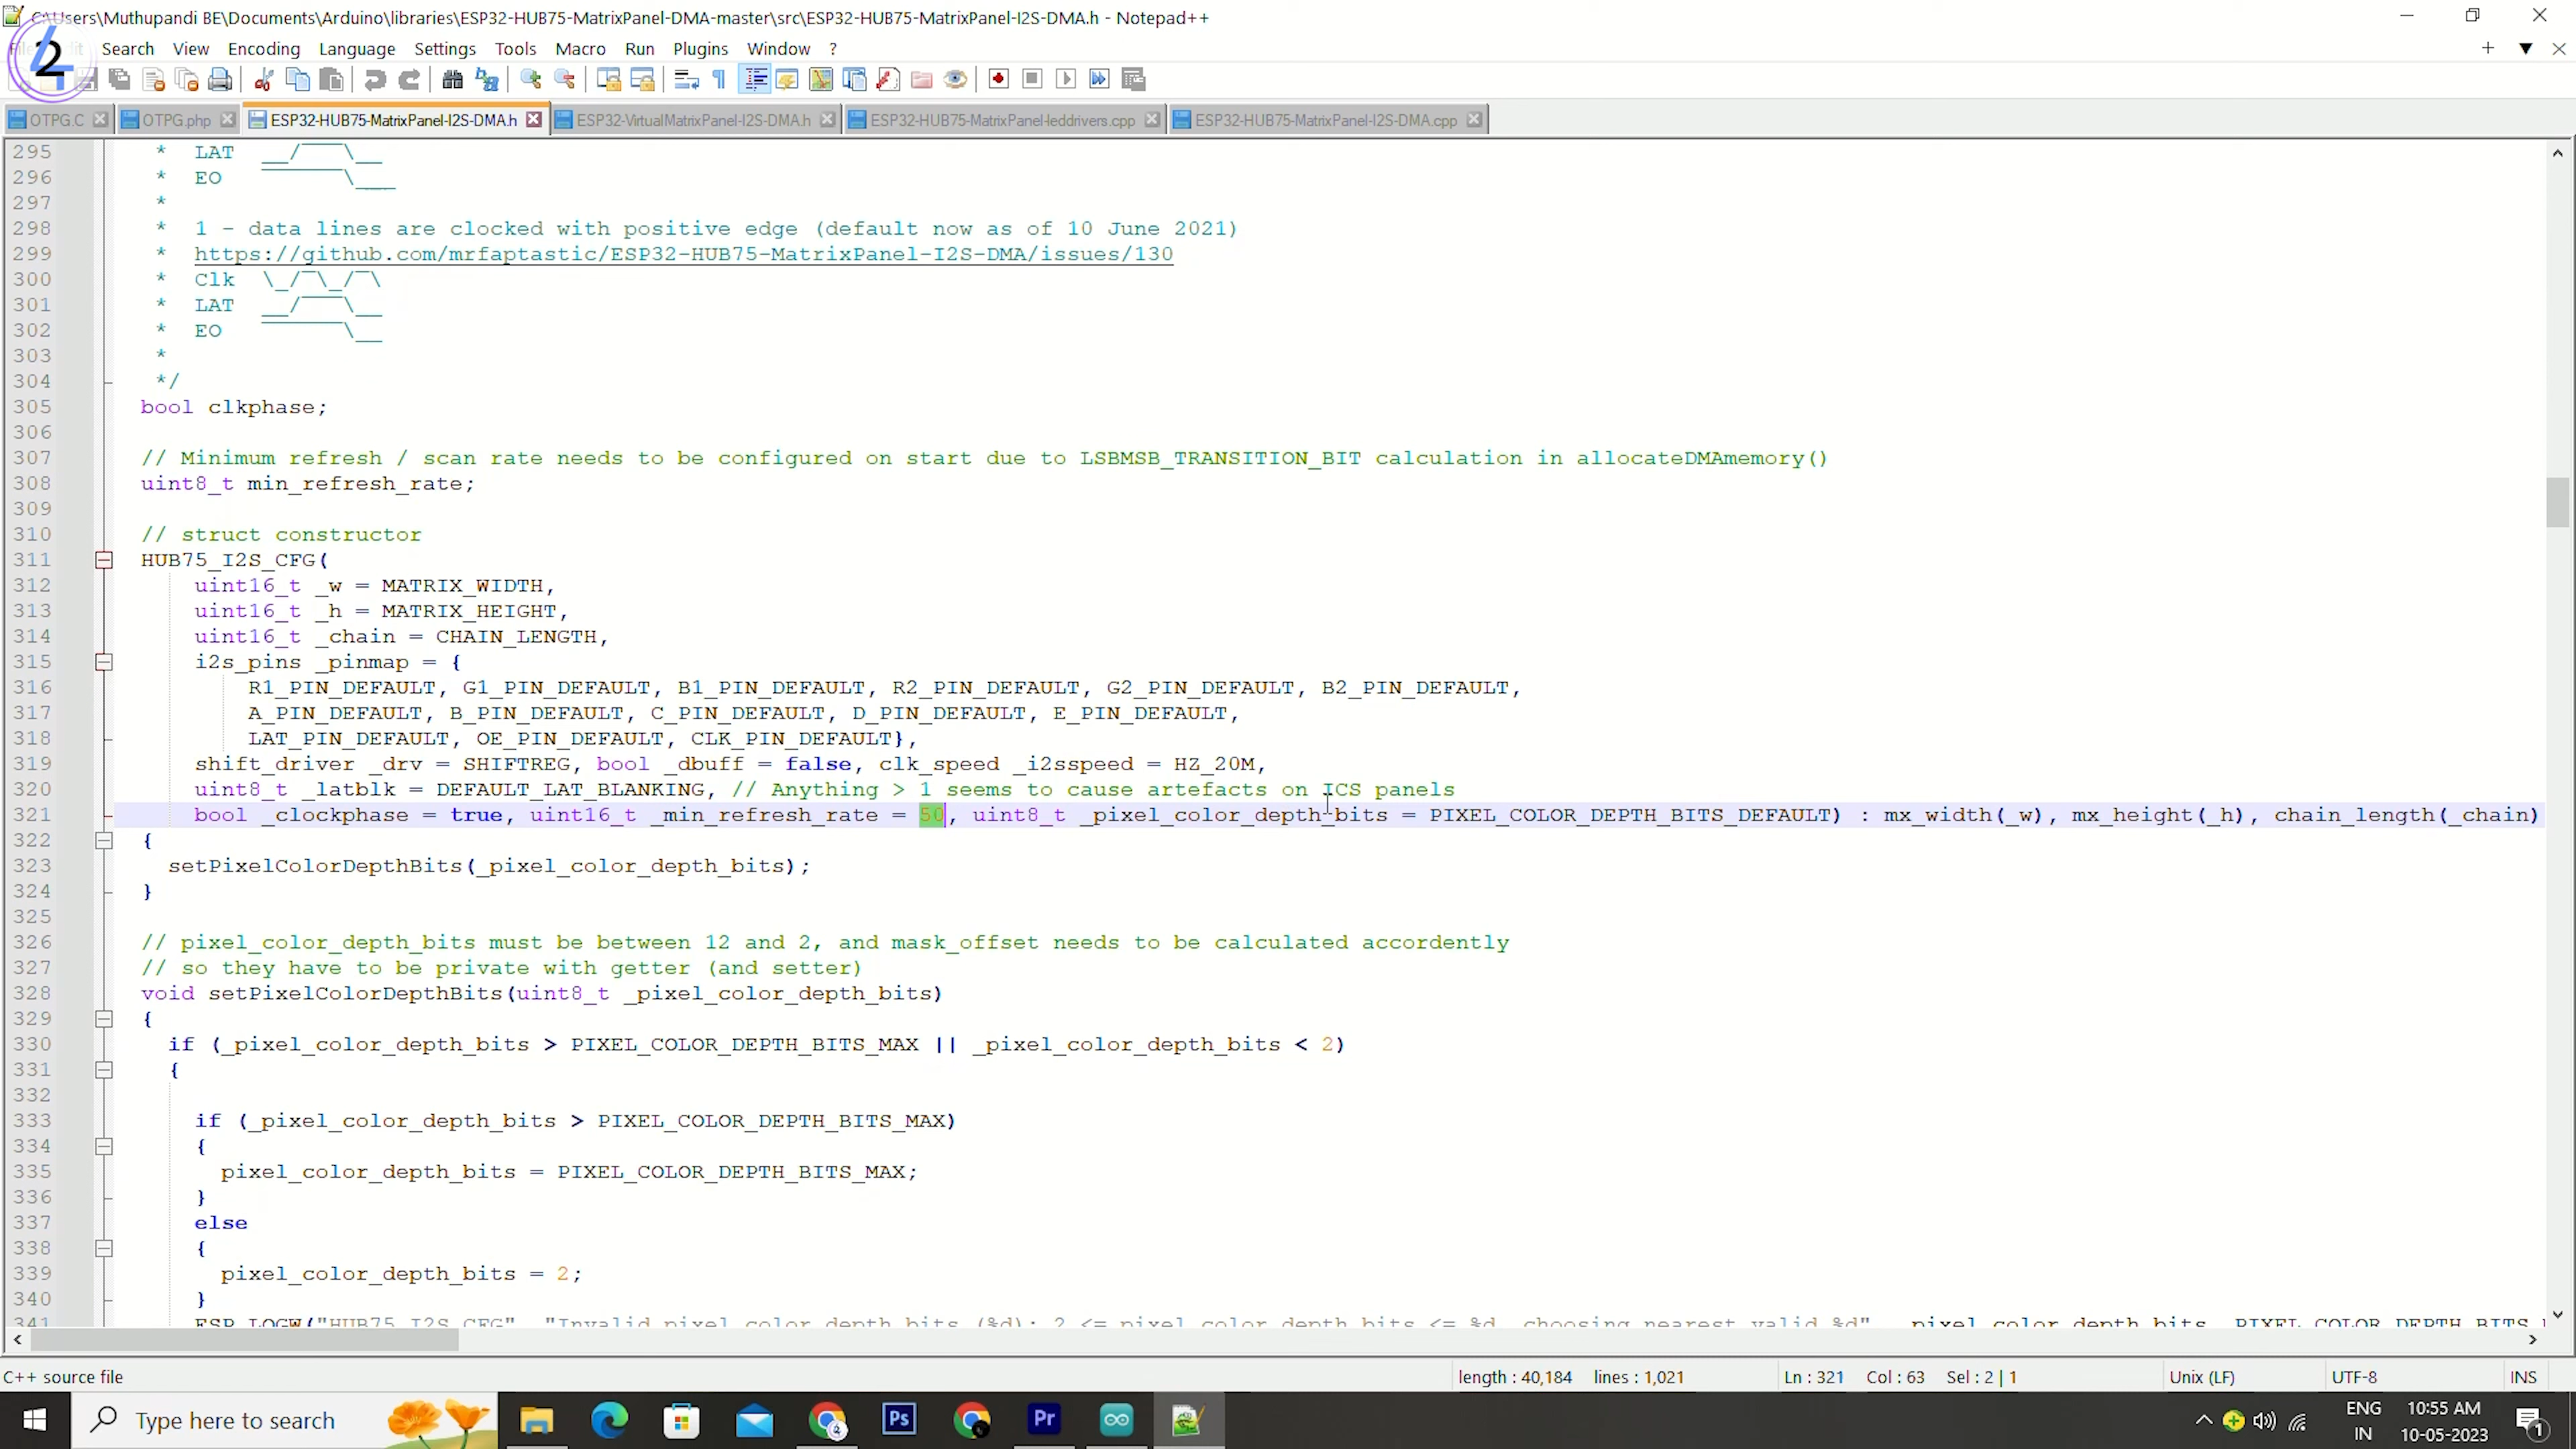 C:\Users\Muthupandi BE\Documents\Arduino\libraries\ESP32-HUB75-MatrixPanel-DMA-master\src\ESP32-HUB75-MatrixPanel-I2S-DMA.h - Notepad++
Search View Encoding Language Settings Tools Macro Run Plugins Window ?
2
OTPG.C OTPG.php ESP32-HUB75-MatrixPanel-I2S-DMA.h ESP32-VirtualMatrixPanel-I2S-DMA.h ESP32-HUB75-MatrixPanel-leddrivers.cpp ESP32-HUB75-MatrixPanel-I2S-DMA.cpp
295 * LAT __/‾‾‾\__
296 * EO ‾‾‾‾‾‾\___
297 *
298 * 1 - data lines are clocked with positive edge (default now as of 10 June 2021)
299 * https://github.com/mrfaptastic/ESP32-HUB75-MatrixPanel-I2S-DMA/issues/130
300 * Clk \_/‾\_/‾\
301 * LAT __/‾‾‾\__
302 * EO ‾‾‾‾‾‾\__
303 *
304 */
305 bool clkphase;
306
307 // Minimum refresh / scan rate needs to be configured on start due to LSBMSB_TRANSITION_BIT calculation in allocateDMAmemory()
308 uint8_t min_refresh_rate;
309
310 // struct constructor
311 HUB75_I2S_CFG(
312 uint16_t _w = MATRIX_WIDTH,
313 uint16_t _h = MATRIX_HEIGHT,
314 uint16_t _chain = CHAIN_LENGTH,
315 i2s_pins _pinmap = {
316 R1_PIN_DEFAULT, G1_PIN_DEFAULT, B1_PIN_DEFAULT, R2_PIN_DEFAULT, G2_PIN_DEFAULT, B2_PIN_DEFAULT,
317 A_PIN_DEFAULT, B_PIN_DEFAULT, C_PIN_DEFAULT, D_PIN_DEFAULT, E_PIN_DEFAULT,
318 LAT_PIN_DEFAULT, OE_PIN_DEFAULT, CLK_PIN_DEFAULT},
319 shift_driver _drv = SHIFTREG, bool _dbuff = false, clk_speed _i2sspeed = HZ_20M,
320 uint8_t _latblk = DEFAULT_LAT_BLANKING, // Anything > 1 seems to cause artefacts on ICS panels
321 bool _clockphase = true, uint16_t _min_refresh_rate = 50, uint8_t _pixel_color_depth_bits = PIXEL_COLOR_DEPTH_BITS_DEFAULT) : mx_width(_w), mx_height(_h), chain_length(_chain)
322 {
323 setPixelColorDepthBits(_pixel_color_depth_bits);
324 }
325
326 // pixel_color_depth_bits must be between 12 and 2, and mask_offset needs to be calculated accordently
327 // so they have to be private with getter (and setter)
328 void setPixelColorDepthBits(uint8_t _pixel_color_depth_bits)
329 {
330 if (_pixel_color_depth_bits > PIXEL_COLOR_DEPTH_BITS_MAX || _pixel_color_depth_bits < 2)
331 {
332
333 if (_pixel_color_depth_bits > PIXEL_COLOR_DEPTH_BITS_MAX)
334 {
335 pixel_color_depth_bits = PIXEL_COLOR_DEPTH_BITS_MAX;
336 }
337 else
338 {
339 pixel_color_depth_bits = 2;
340 }
341 ESP_LOGW("HUB75_I2S_CFG", "Invalid pixel_color_depth_bits (%d): 2 <= pixel_color_depth_bits <= %d, choosing nearest valid %d", _pixel_color_depth_bits, PIXEL_COLOR_DEPTH_BITS
C++ source file length : 40,184 lines : 1,021 Ln : 321 Col : 63 Sel : 2 | 1 Unix (LF) UTF-8 INS
Type here to search Ps Pr ENG 10:55 AM
IN 10-05-2023 1